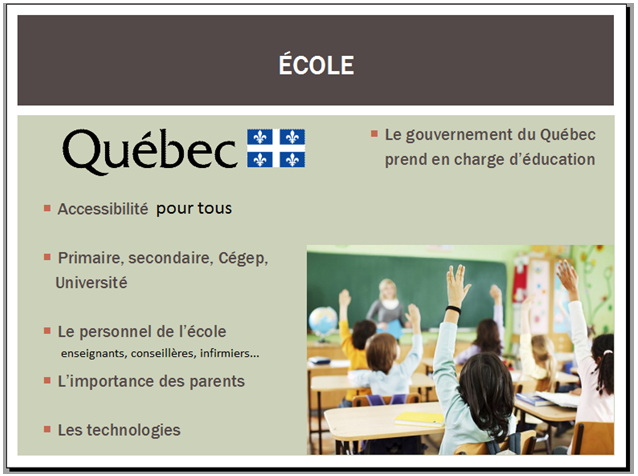 ÉCOLE
Québec
Le gouvernement du Québec
prend en charge d'éducation
Accessibilité pour tous
Primaire, secondaire, Cégep,
Université
Le personnel de l'école
enseignants, conseillères, infirmiers...
L'importance des parents
Les technologies